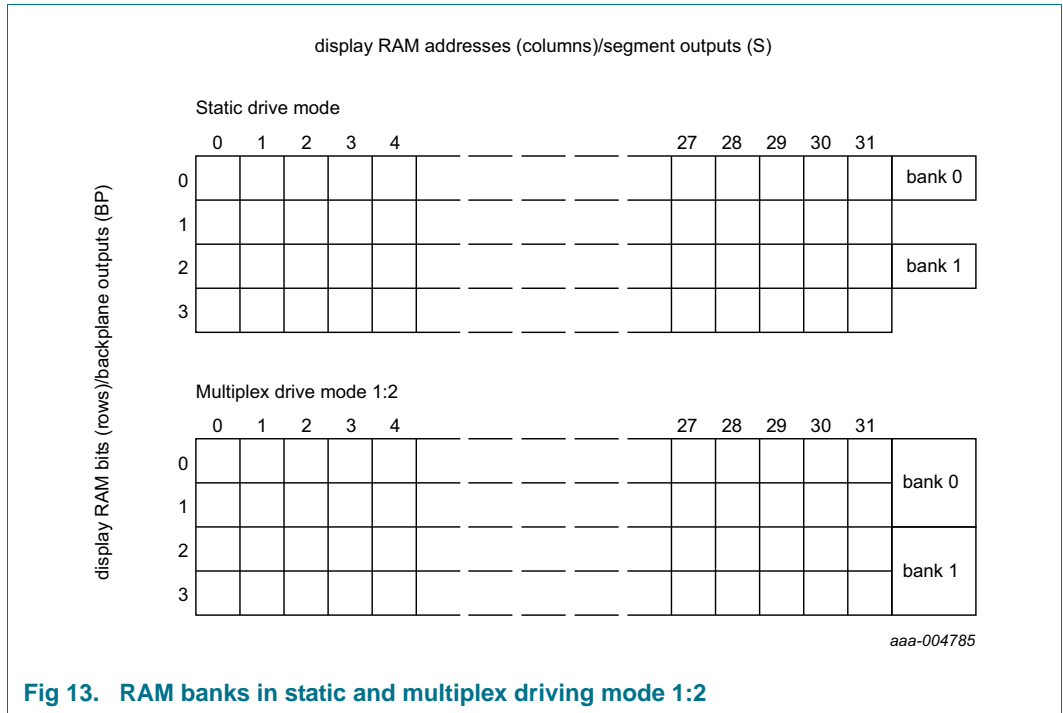 display RAM addresses (columns)/segment outputs (S)
display RAM bits (rows)/backplane outputs (BP)
Static drive mode
0 1 2 3 4 27 28 29 30 31
0 bank 0
1
2 bank 1
3
Multiplex drive mode 1:2
0 1 2 3 4 27 28 29 30 31
0
bank 0
1
2
bank 1
3
aaa-004785
Fig 13. RAM banks in static and multiplex driving mode 1:2